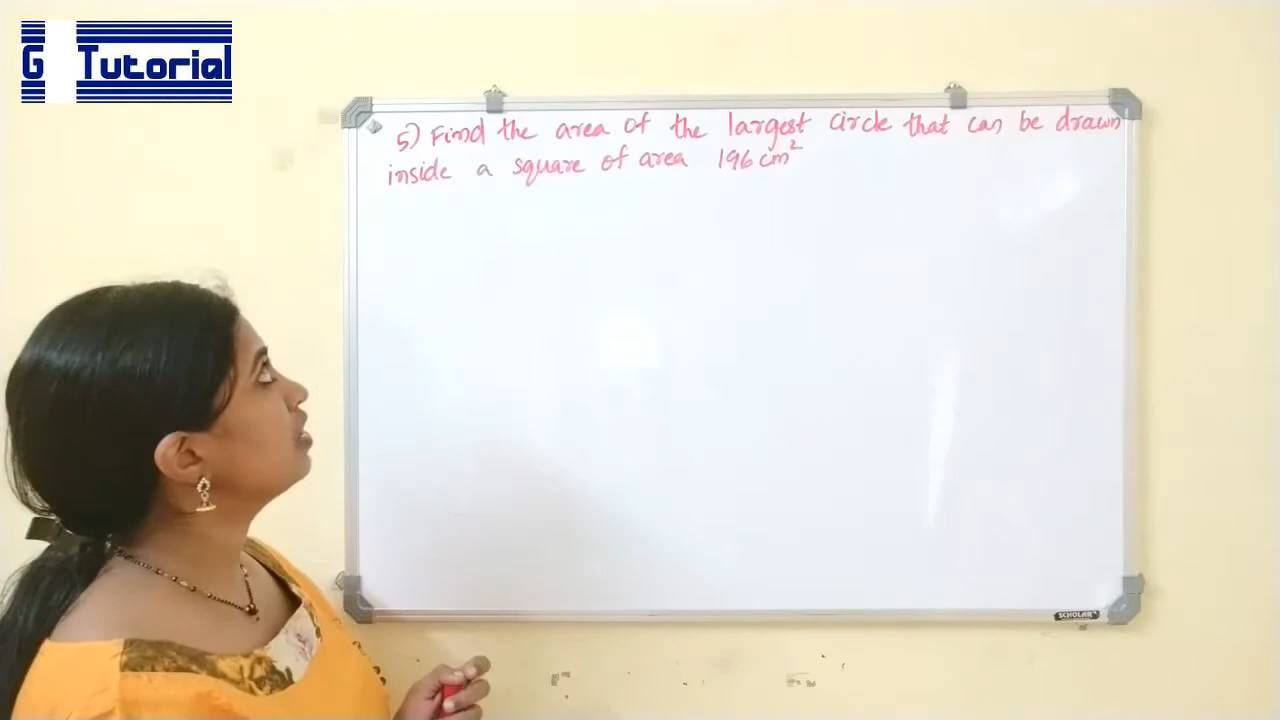 G Tutorial
5) Find the area of the largest circle that can be drawn
inside a square of area 196 cm²
SCHOLAR